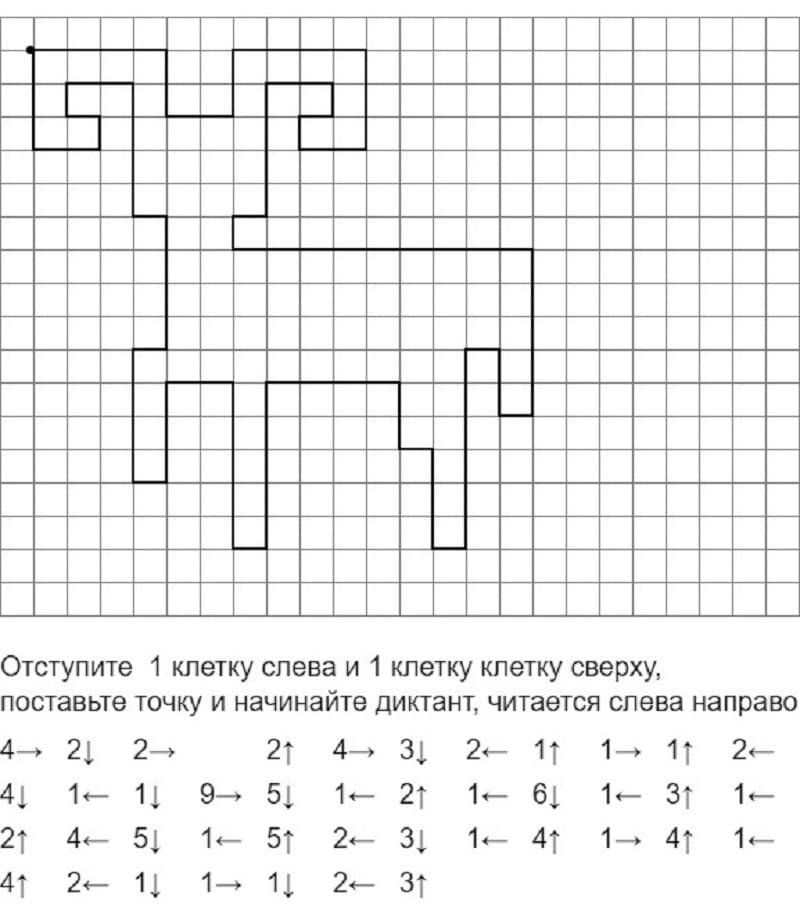 Отступите 1 клетку слева и 1 клетку клетку сверху,
поставьте точку и начинайте диктант, читается слева направо
4→ 2↓ 2→ 2↑ 4→ 3↓ 2← 1↑ 1→ 1↑ 2←
4↓ 1← 1↓ 9→ 5↓ 1← 2↑ 1← 6↓ 1← 3↑ 1←
2↑ 4← 5↓ 1← 5↑ 2← 3↓ 1← 4↑ 1→ 4↑ 1←
4↑ 2← 1↓ 1→ 1↓ 2← 3↑